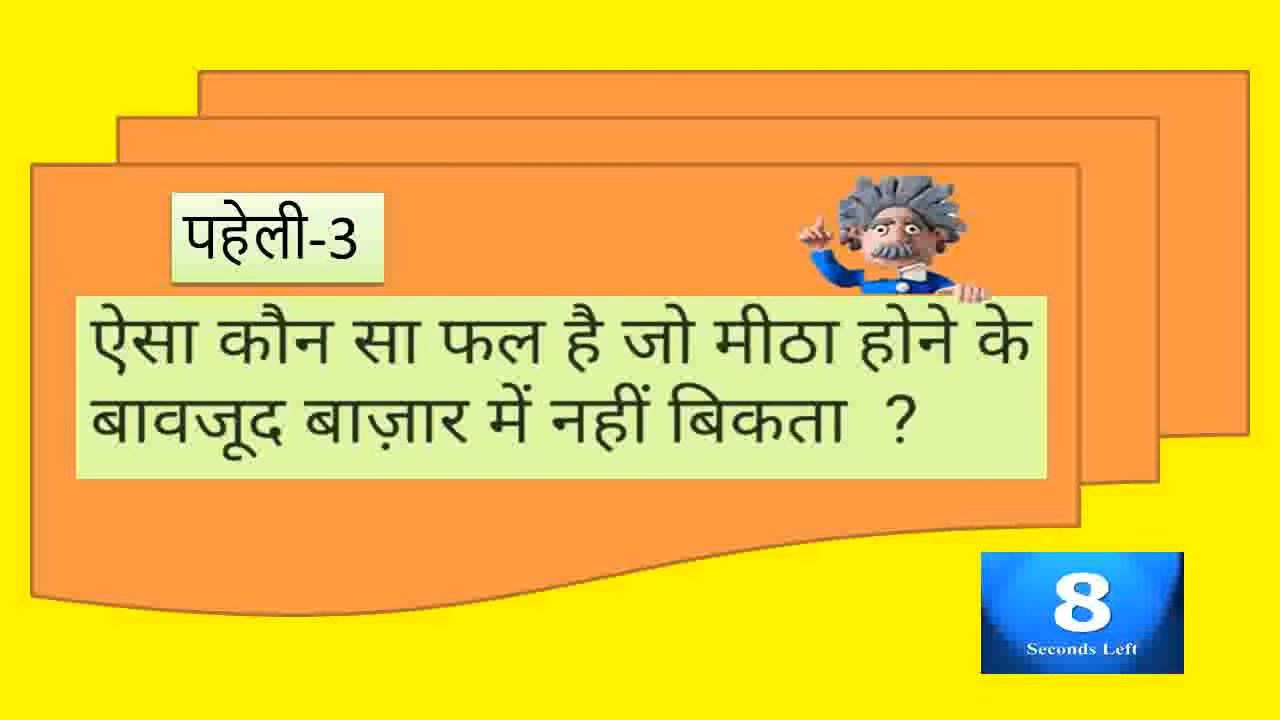 पहेली-3
ऐसा कौन सा फल है जो मीठा होने के
बावजूद बाज़ार में नहीं बिकता ?
8
Seconds Left